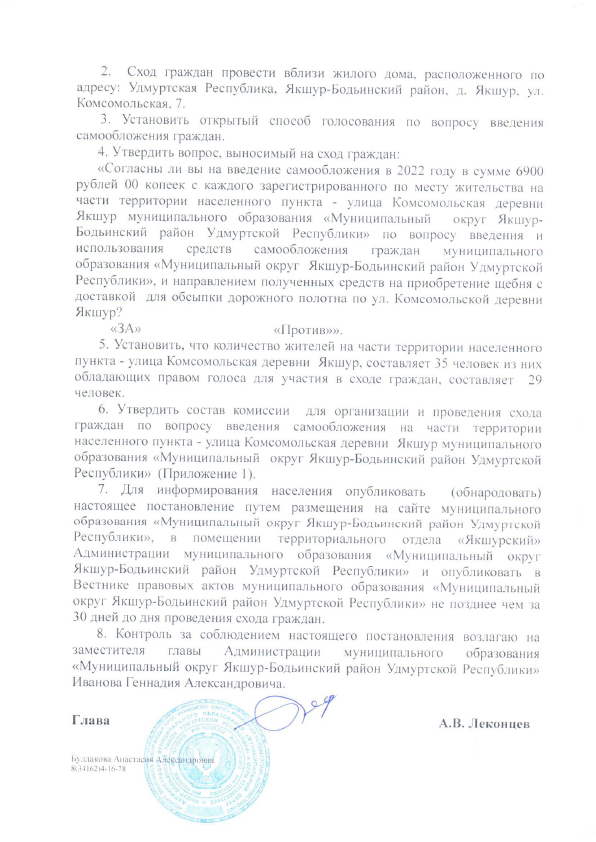 2. Сход граждан провести вблизи жилого дома, расположенного по
адресу: Удмуртская Республика, Якшур-Бодьинский район, д. Якшур, ул.
Комсомольская, 7.
3. Установить открытый способ голосования по вопросу введения
самообложения граждан.
4. Утвердить вопрос, выносимый на сход граждан:
«Согласны ли вы на введение самообложения в 2022 году в сумме 6900
рублей 00 копеек с каждого зарегистрированного по месту жительства на
части территории населенного пункта - улица Комсомольская деревни
Якшур муниципального образования «Муниципальный округ Якшур-
Бодьинский район Удмуртской Республики» по вопросу введения и
использования средств самообложения граждан муниципального
образования «Муниципальный округ Якшур-Бодьинский район Удмуртской
Республики», и направлением полученных средств на приобретение щебня с
доставкой для обсыпки дорожного полотна по ул. Комсомольской деревни
Якшур?
«ЗА» «Против»».
5. Установить, что количество жителей на части территории населенного
пункта - улица Комсомольская деревни Якшур, составляет 35 человек из них
обладающих правом голоса для участия в сходе граждан, составляет 29
человек.
6. Утвердить состав комиссии для организации и проведения схода
граждан по вопросу введения самообложения на части территории
населенного пункта - улица Комсомольская деревни Якшур муниципального
образования «Муниципальный округ Якшур-Бодьинский район Удмуртской
Республики» (Приложение 1).
7. Для информирования населения опубликовать (обнародовать)
настоящее постановление путем размещения на сайте муниципального
образования «Муниципальный округ Якшур-Бодьинский район Удмуртской
Республики», в помещении территориального отдела «Якшурский»
Администрации муниципального образования «Муниципальный округ
Якшур-Бодьинский район Удмуртской Республики» и опубликовать в
Вестнике правовых актов муниципального образования «Муниципальный
округ Якшур-Бодьинский район Удмуртской Республики» не позднее чем за
30 дней до дня проведения схода граждан.
8. Контроль за соблюдением настоящего постановления возлагаю на
заместителя главы Администрации муниципального образования
«Муниципальный округ Якшур-Бодьинский район Удмуртской Республики»
Иванова Геннадия Александровича.
Глава А.В. Леконцев
Булдакова Анастасия Александровна
8(34162)4-16-78